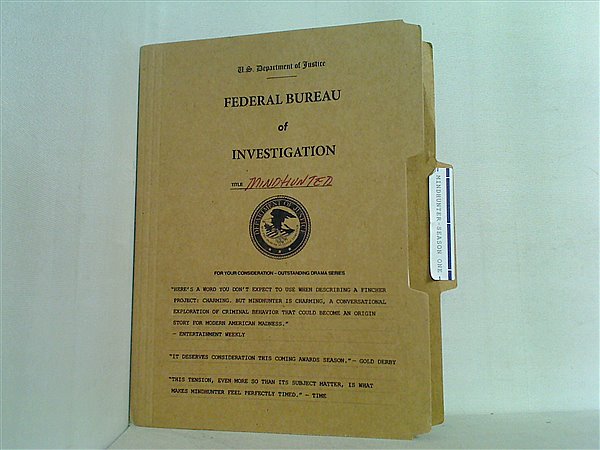 U.S. Department of Justice
FEDERAL BUREAU
of
INVESTIGATION
TITLE MINDHUNTER
DEPARTMENT OF JUSTICE
MINDHUNTER-SEASON ONE
FOR YOUR CONSIDERATION – OUTSTANDING DRAMA SERIES
"HERE'S A WORD YOU DON'T EXPECT TO USE WHEN DESCRIBING A FINCHER
PROJECT: CHARMING. BUT MINDHUNTER IS CHARMING, A CONVERSATIONAL
EXPLORATION OF CRIMINAL BEHAVIOR THAT COULD BECOME AN ORIGIN
STORY FOR MODERN AMERICAN MADNESS."
– ENTERTAINMENT WEEKLY
"IT DESERVES CONSIDERATION THIS COMING AWARDS SEASON." – GOLD DERBY
"THIS TENSION, EVEN MORE SO THAN ITS SUBJECT MATTER, IS WHAT
MAKES MINDHUNTER FEEL PERFECTLY TIMED." – TIME